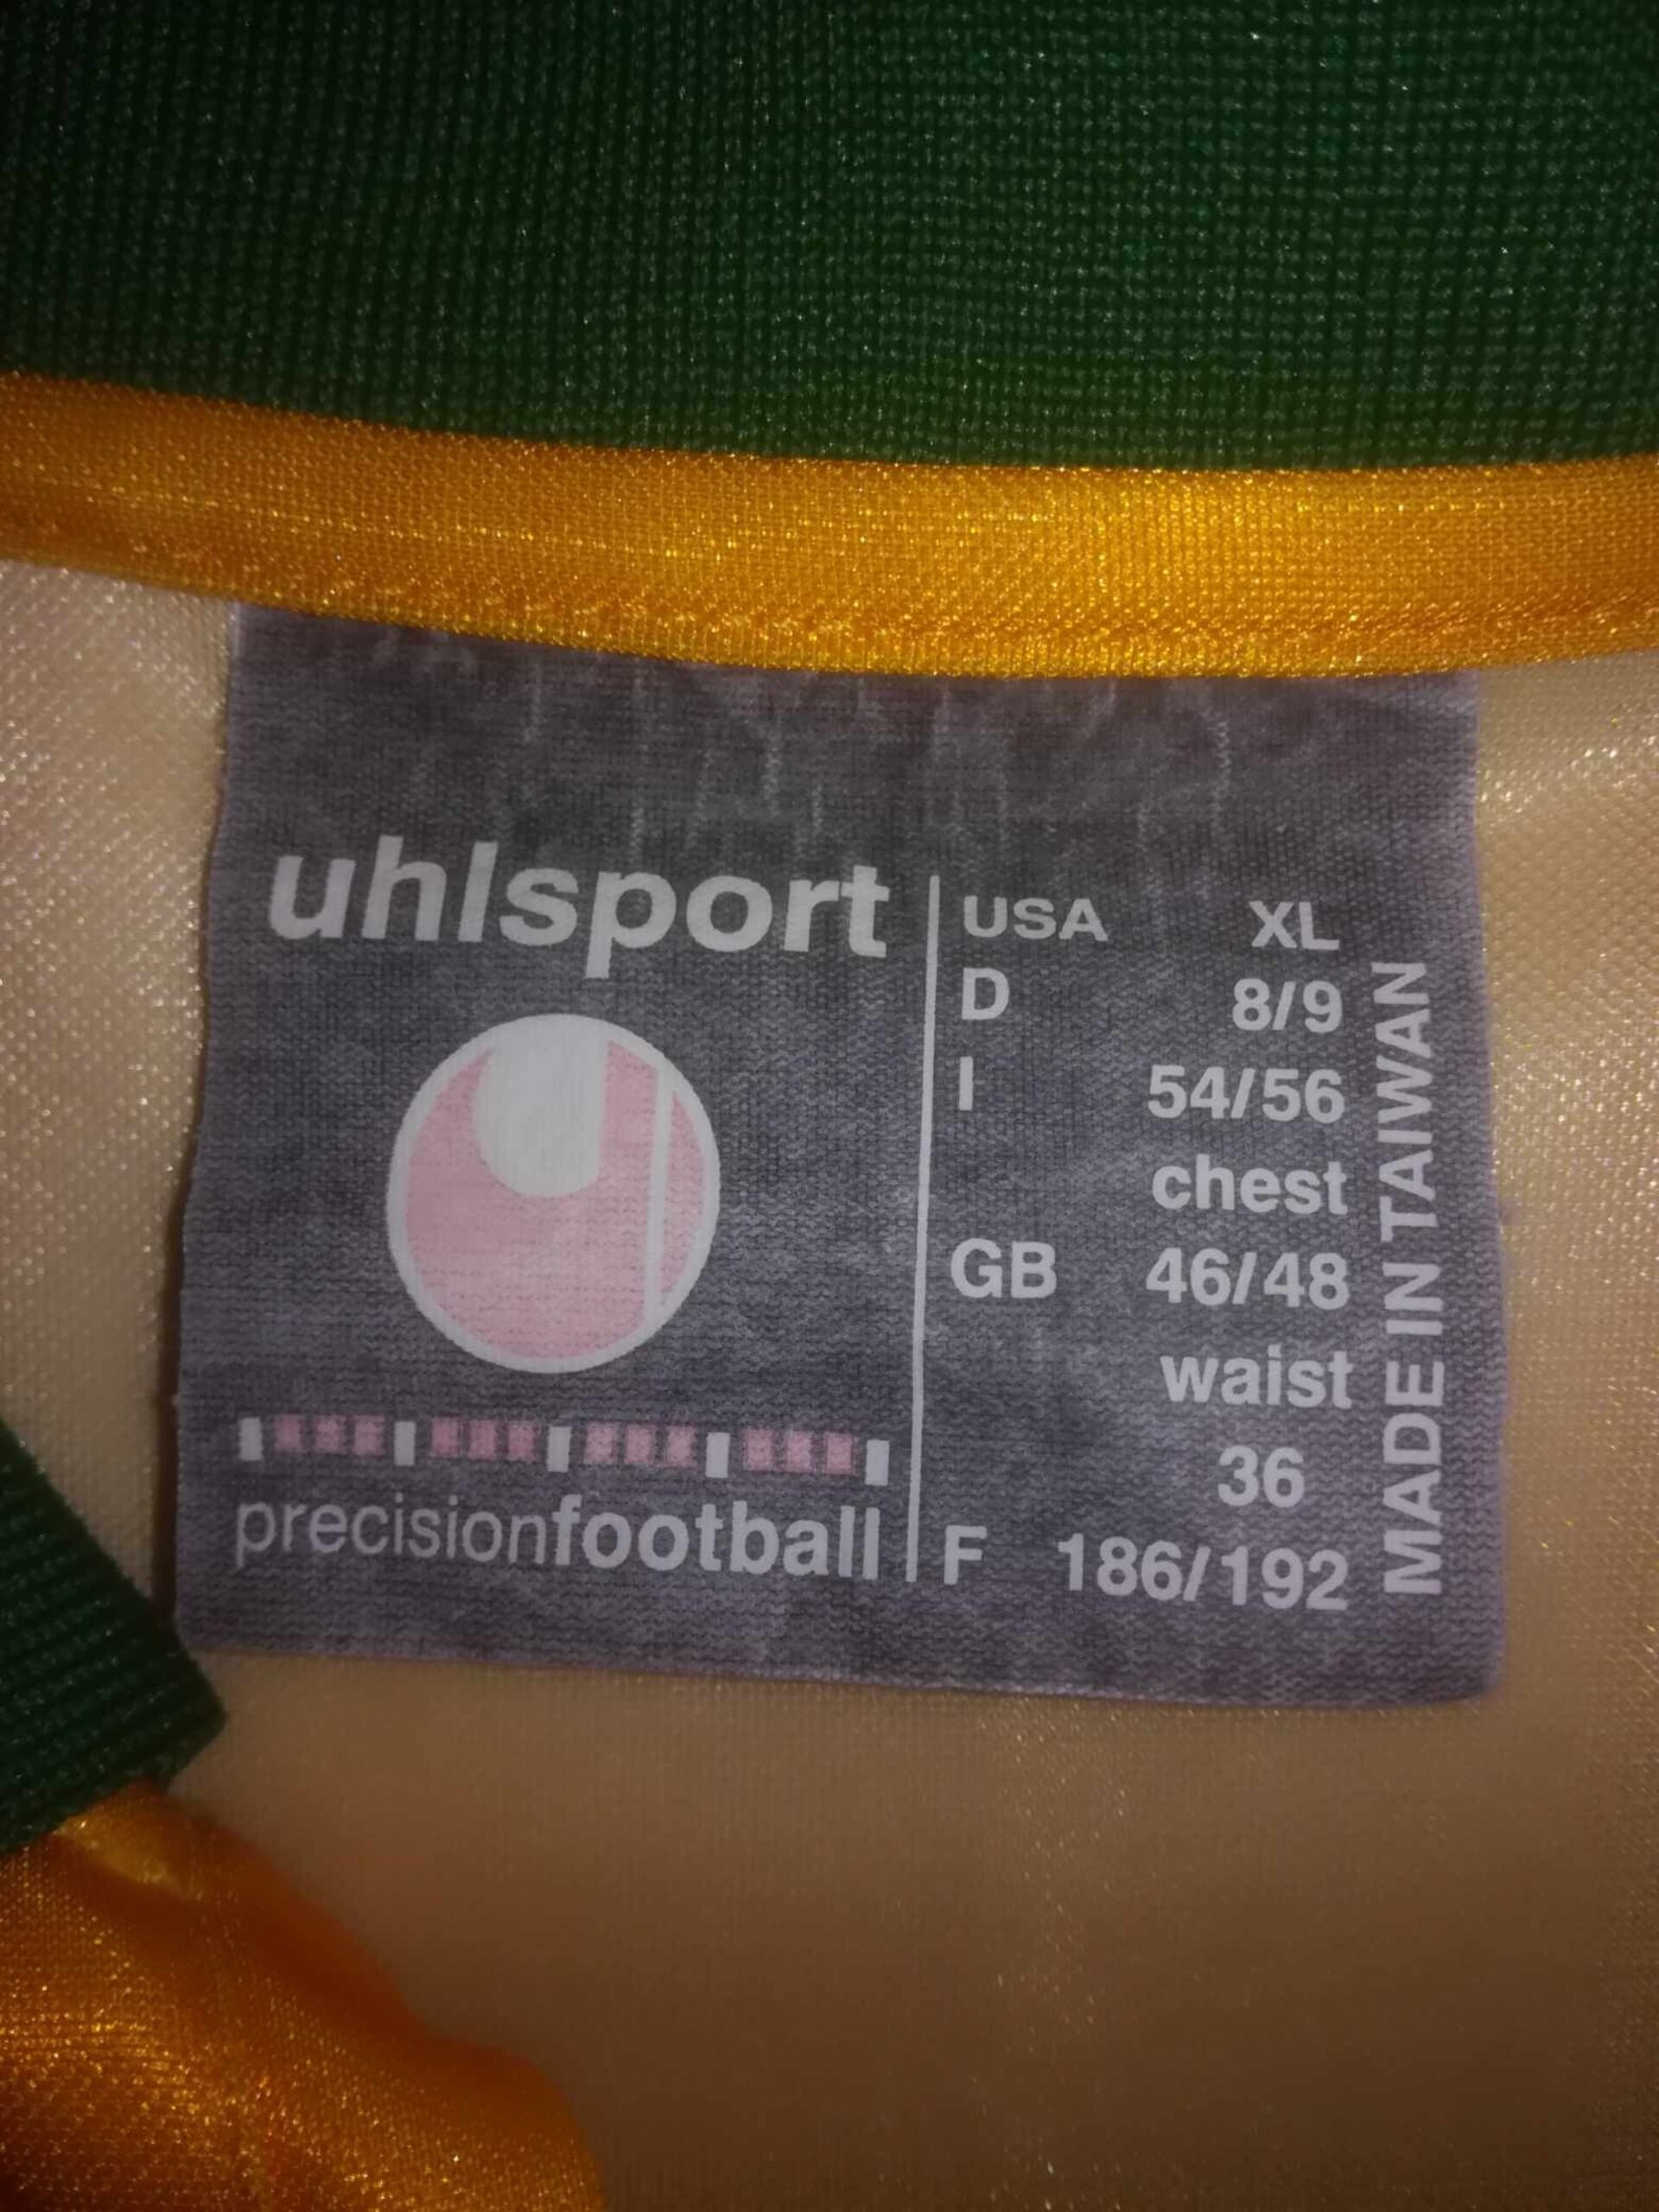 uhlsport
precisionfootball
USA XL
D 8/9
I 54/56
chest
GB 46/48
waist
36
F 186/192
MADE IN TAIWAN